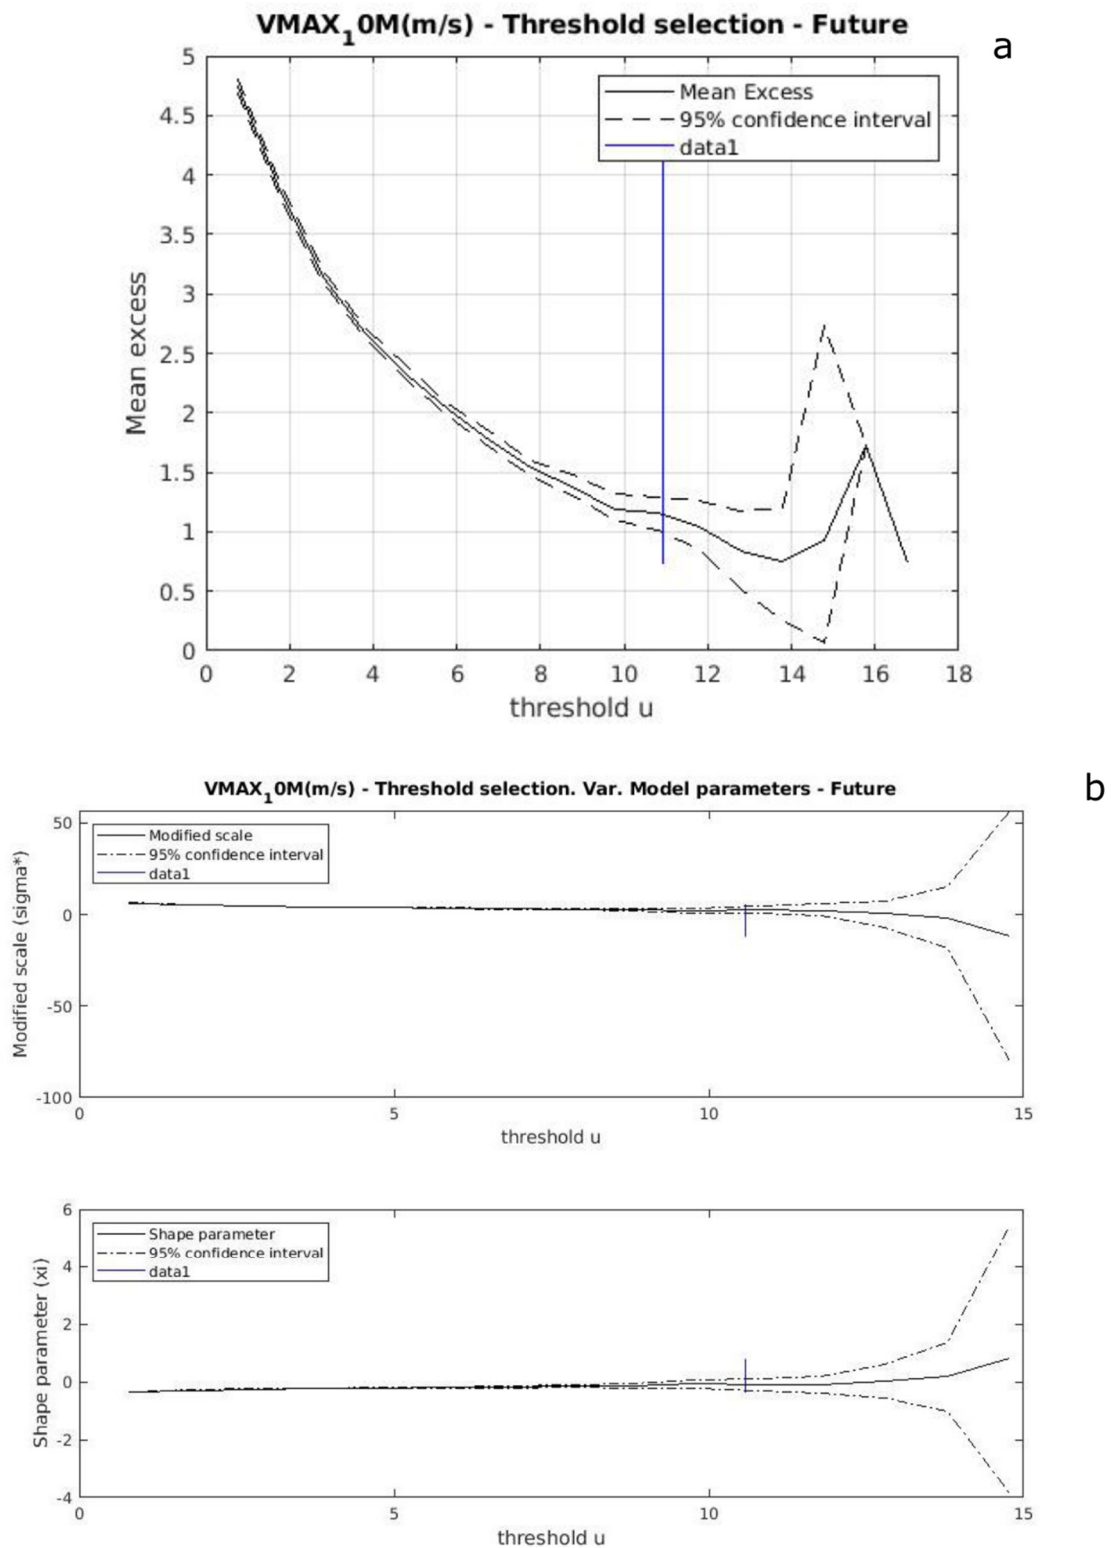 VMAX10M(m/s) - Threshold selection - Future
a
5
4.5
4
3.5
3
2.5
2
1.5
1
0.5
0
Mean excess
Mean Excess
95% confidence interval
data1
0 2 4 6 8 10 12 14 16 18
threshold u
b
VMAX10M(m/s) - Threshold selection. Var. Model parameters - Future
50
0
-50
-100
Modified scale (sigma*)
Modified scale
95% confidence interval
data1
0 5 10 15
threshold u
6
4
2
0
-2
-4
Shape parameter (xi)
Shape parameter
95% confidence interval
data1
0 5 10 15
threshold u